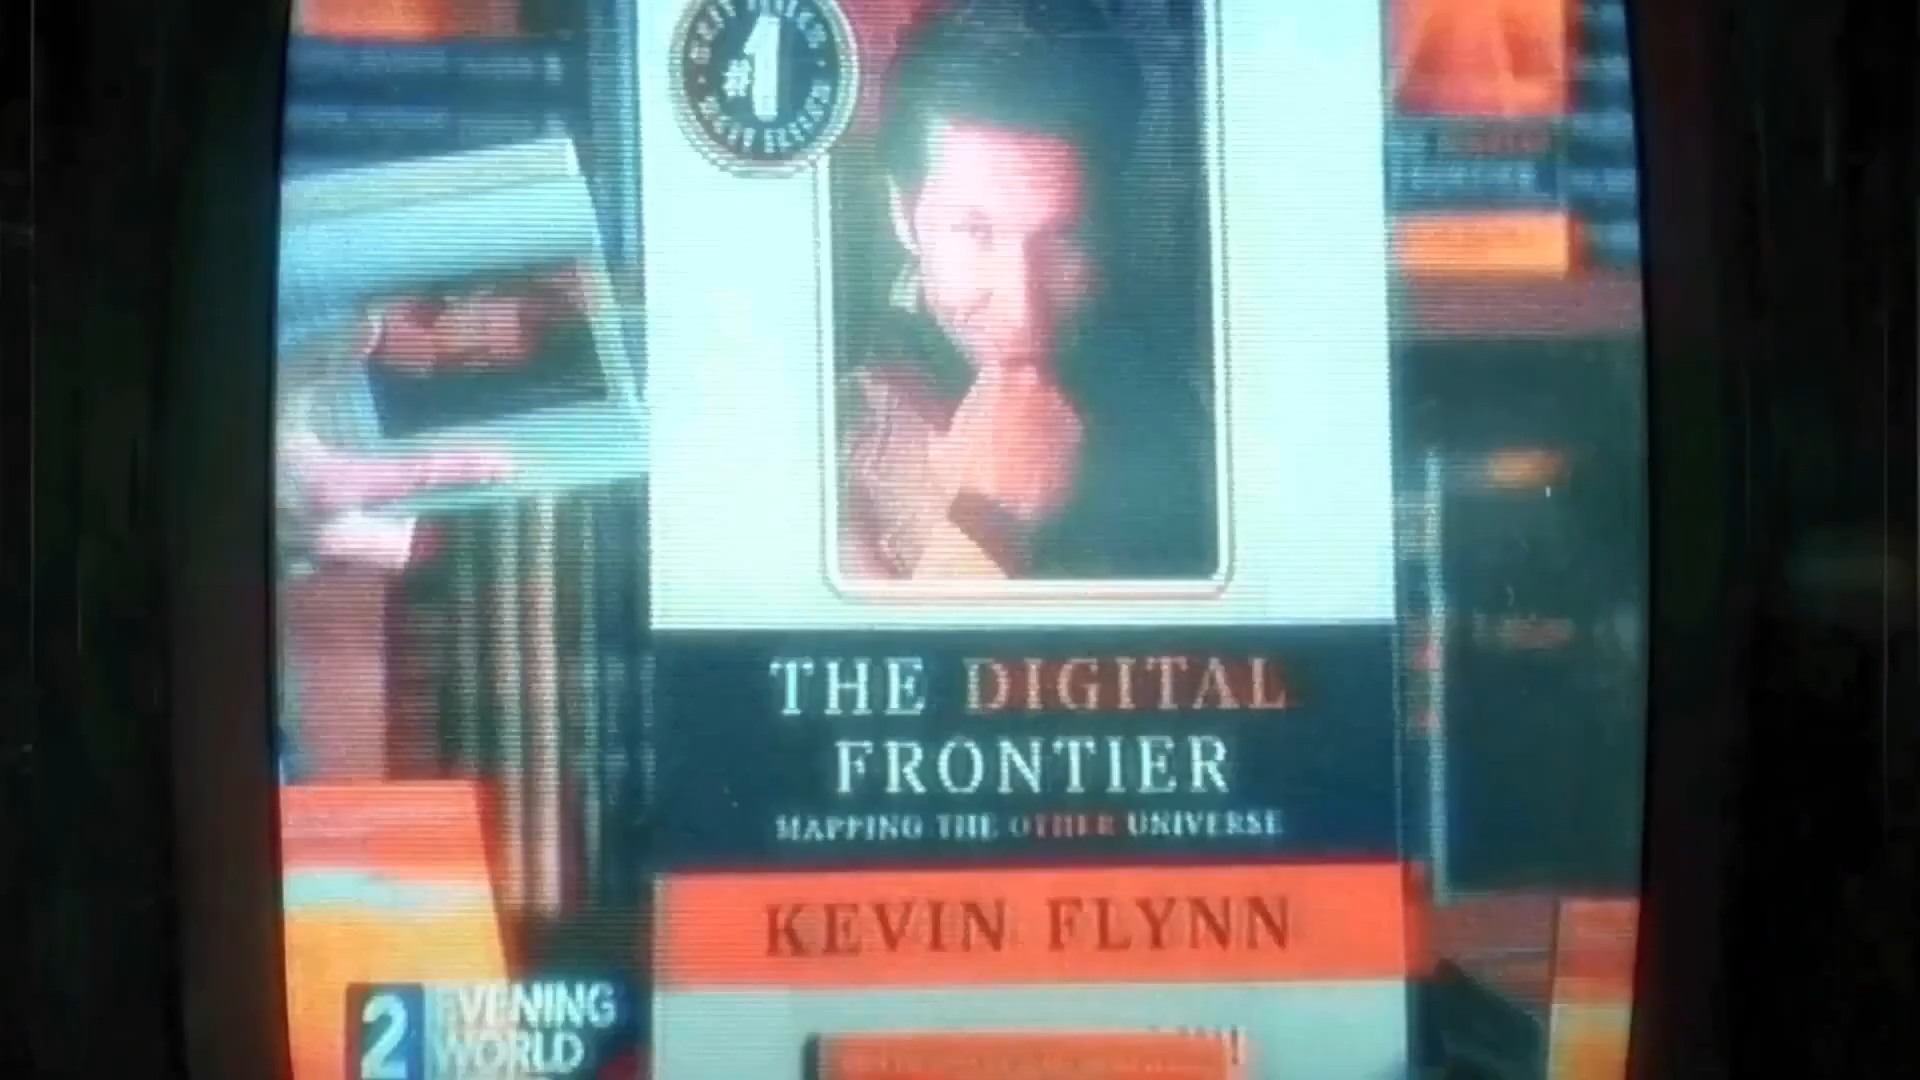 #1
THE DIGITAL
FRONTIER
MAPPING THE OTHER UNIVERSE
KEVIN FLYNN
2 EVENING
WORLD